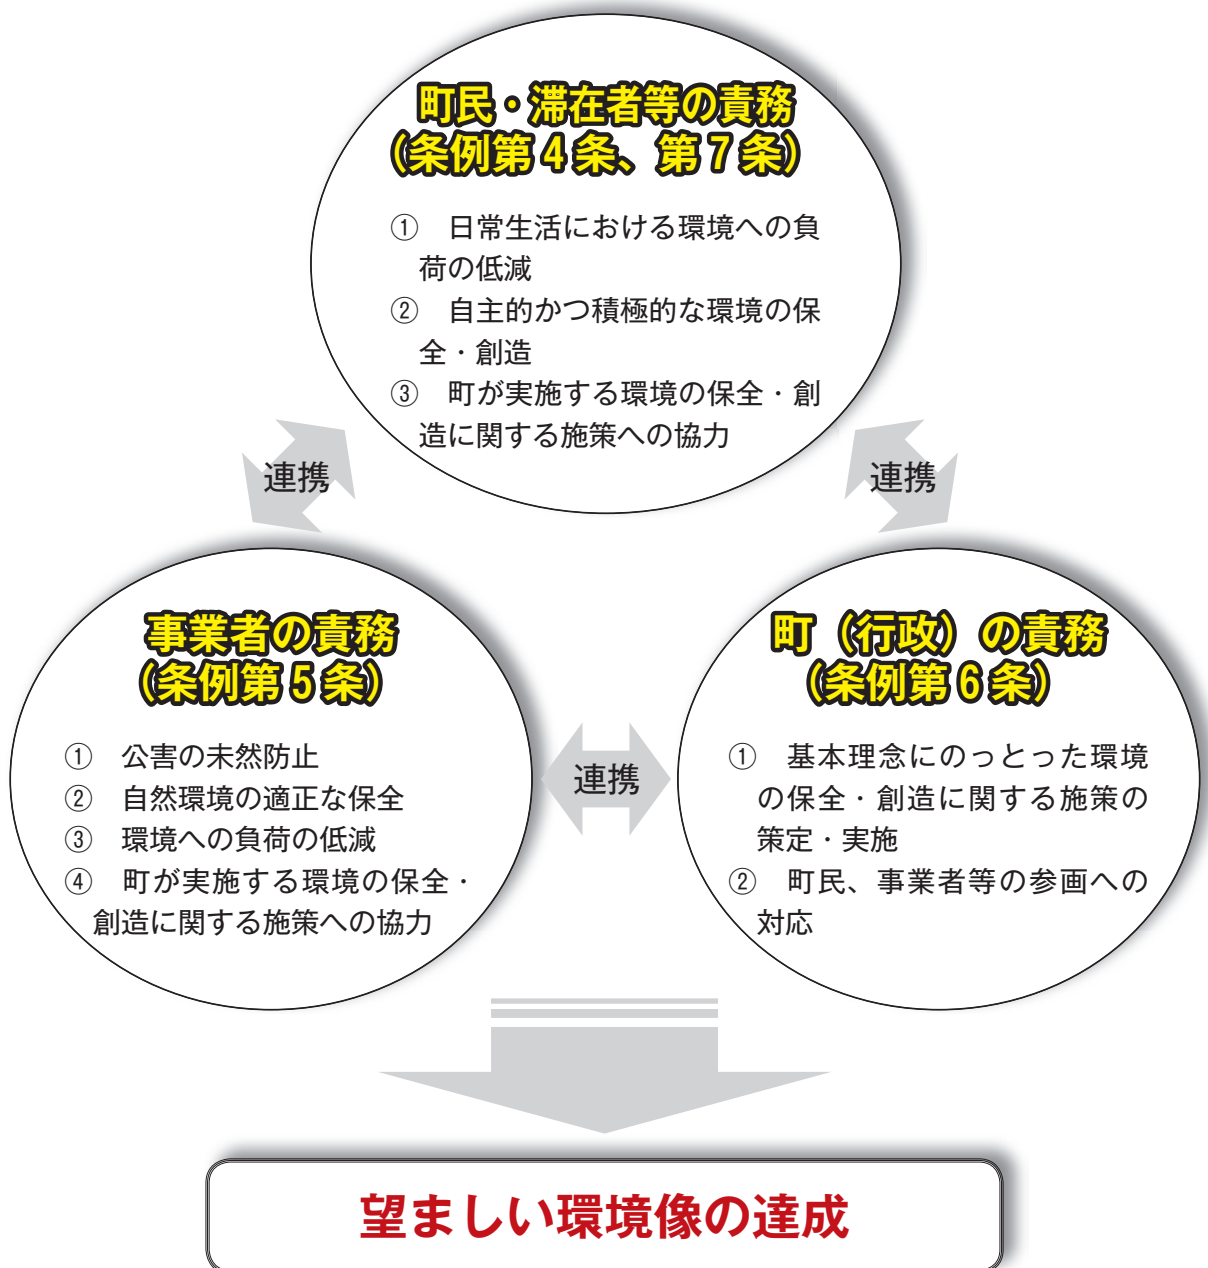 町民・滞在者等の責務
（条例第４条、第７条）
①　日常生活における環境への負
荷の低減
②　自主的かつ積極的な環境の保
全・創造
③　町が実施する環境の保全・創
造に関する施策への協力
連携
連携
事業者の責務
（条例第５条）
①　公害の未然防止
②　自然環境の適正な保全
③　環境への負荷の低減
④　町が実施する環境の保全・
創造に関する施策への協力
連携
町（行政）の責務
（条例第６条）
①　基本理念にのっとった環境
の保全・創造に関する施策の
策定・実施
②　町民、事業者等の参画への
対応
望ましい環境像の達成